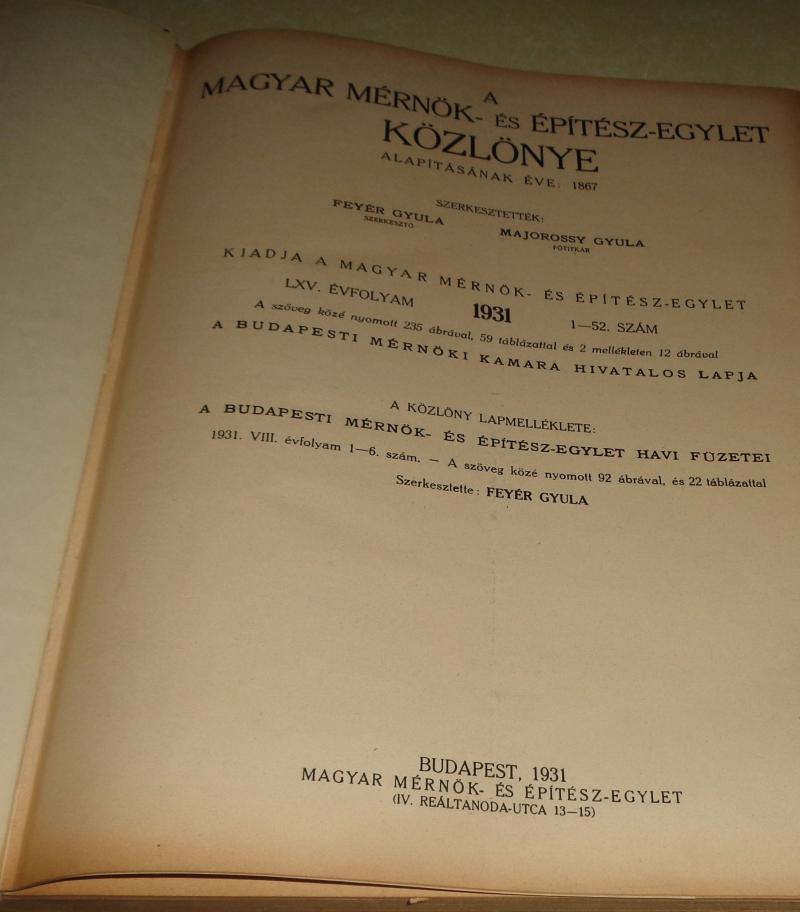 A
MAGYAR MÉRNÖK- ÉS ÉPÍTÉSZ-EGYLET
KÖZLÖNYE
ALAPÍTÁSÁNAK ÉVE: 1867
SZERKESZTETTÉK:
FEYÉR GYULA MAJOROSSY GYULA
SZERKESZTŐ FŐTITKÁR
KIADJA A MAGYAR MÉRNÖK- ÉS ÉPÍTÉSZ-EGYLET
LXV. ÉVFOLYAM 1931 1—52. SZÁM
A szöveg közé nyomott 235 ábrával, 59 táblázattal és 2 mellékleten 12 ábrával
A BUDAPESTI MÉRNÖKI KAMARA HIVATALOS LAPJA
A KÖZLÖNY LAPMELLÉKLETE:
A BUDAPESTI MÉRNÖK- ÉS ÉPÍTÉSZ-EGYLET HAVI FÜZETEI
1931. VIII. évfolyam 1—6. szám. — A szöveg közé nyomott 92 ábrával, és 22 táblázattal
Szerkesztette: FEYÉR GYULA
BUDAPEST, 1931
MAGYAR MÉRNÖK- ÉS ÉPÍTÉSZ-EGYLET
(IV. REÁLTANODA-UTCA 13—15)